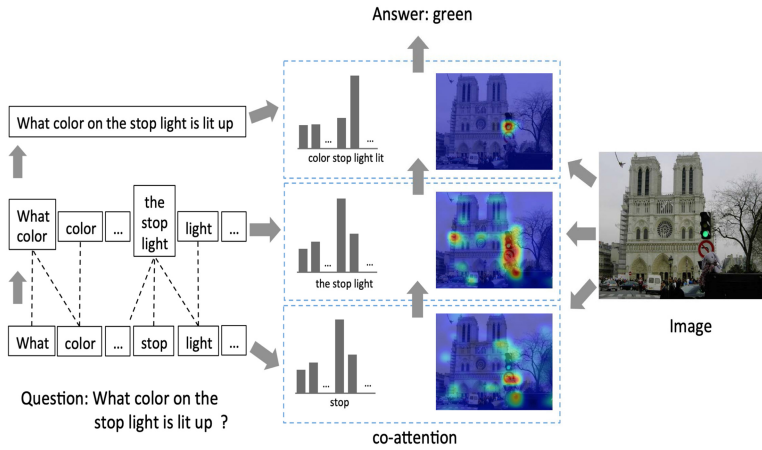 Answer: green
What color on the stop light is lit up
... ...
color stop light lit
What
color
color
...
the
stop
light
light
...
... ...
the stop light
What
color
...
stop
light
...
... ...
stop
Question: What color on the
stop light is lit up ?
co-attention
Image